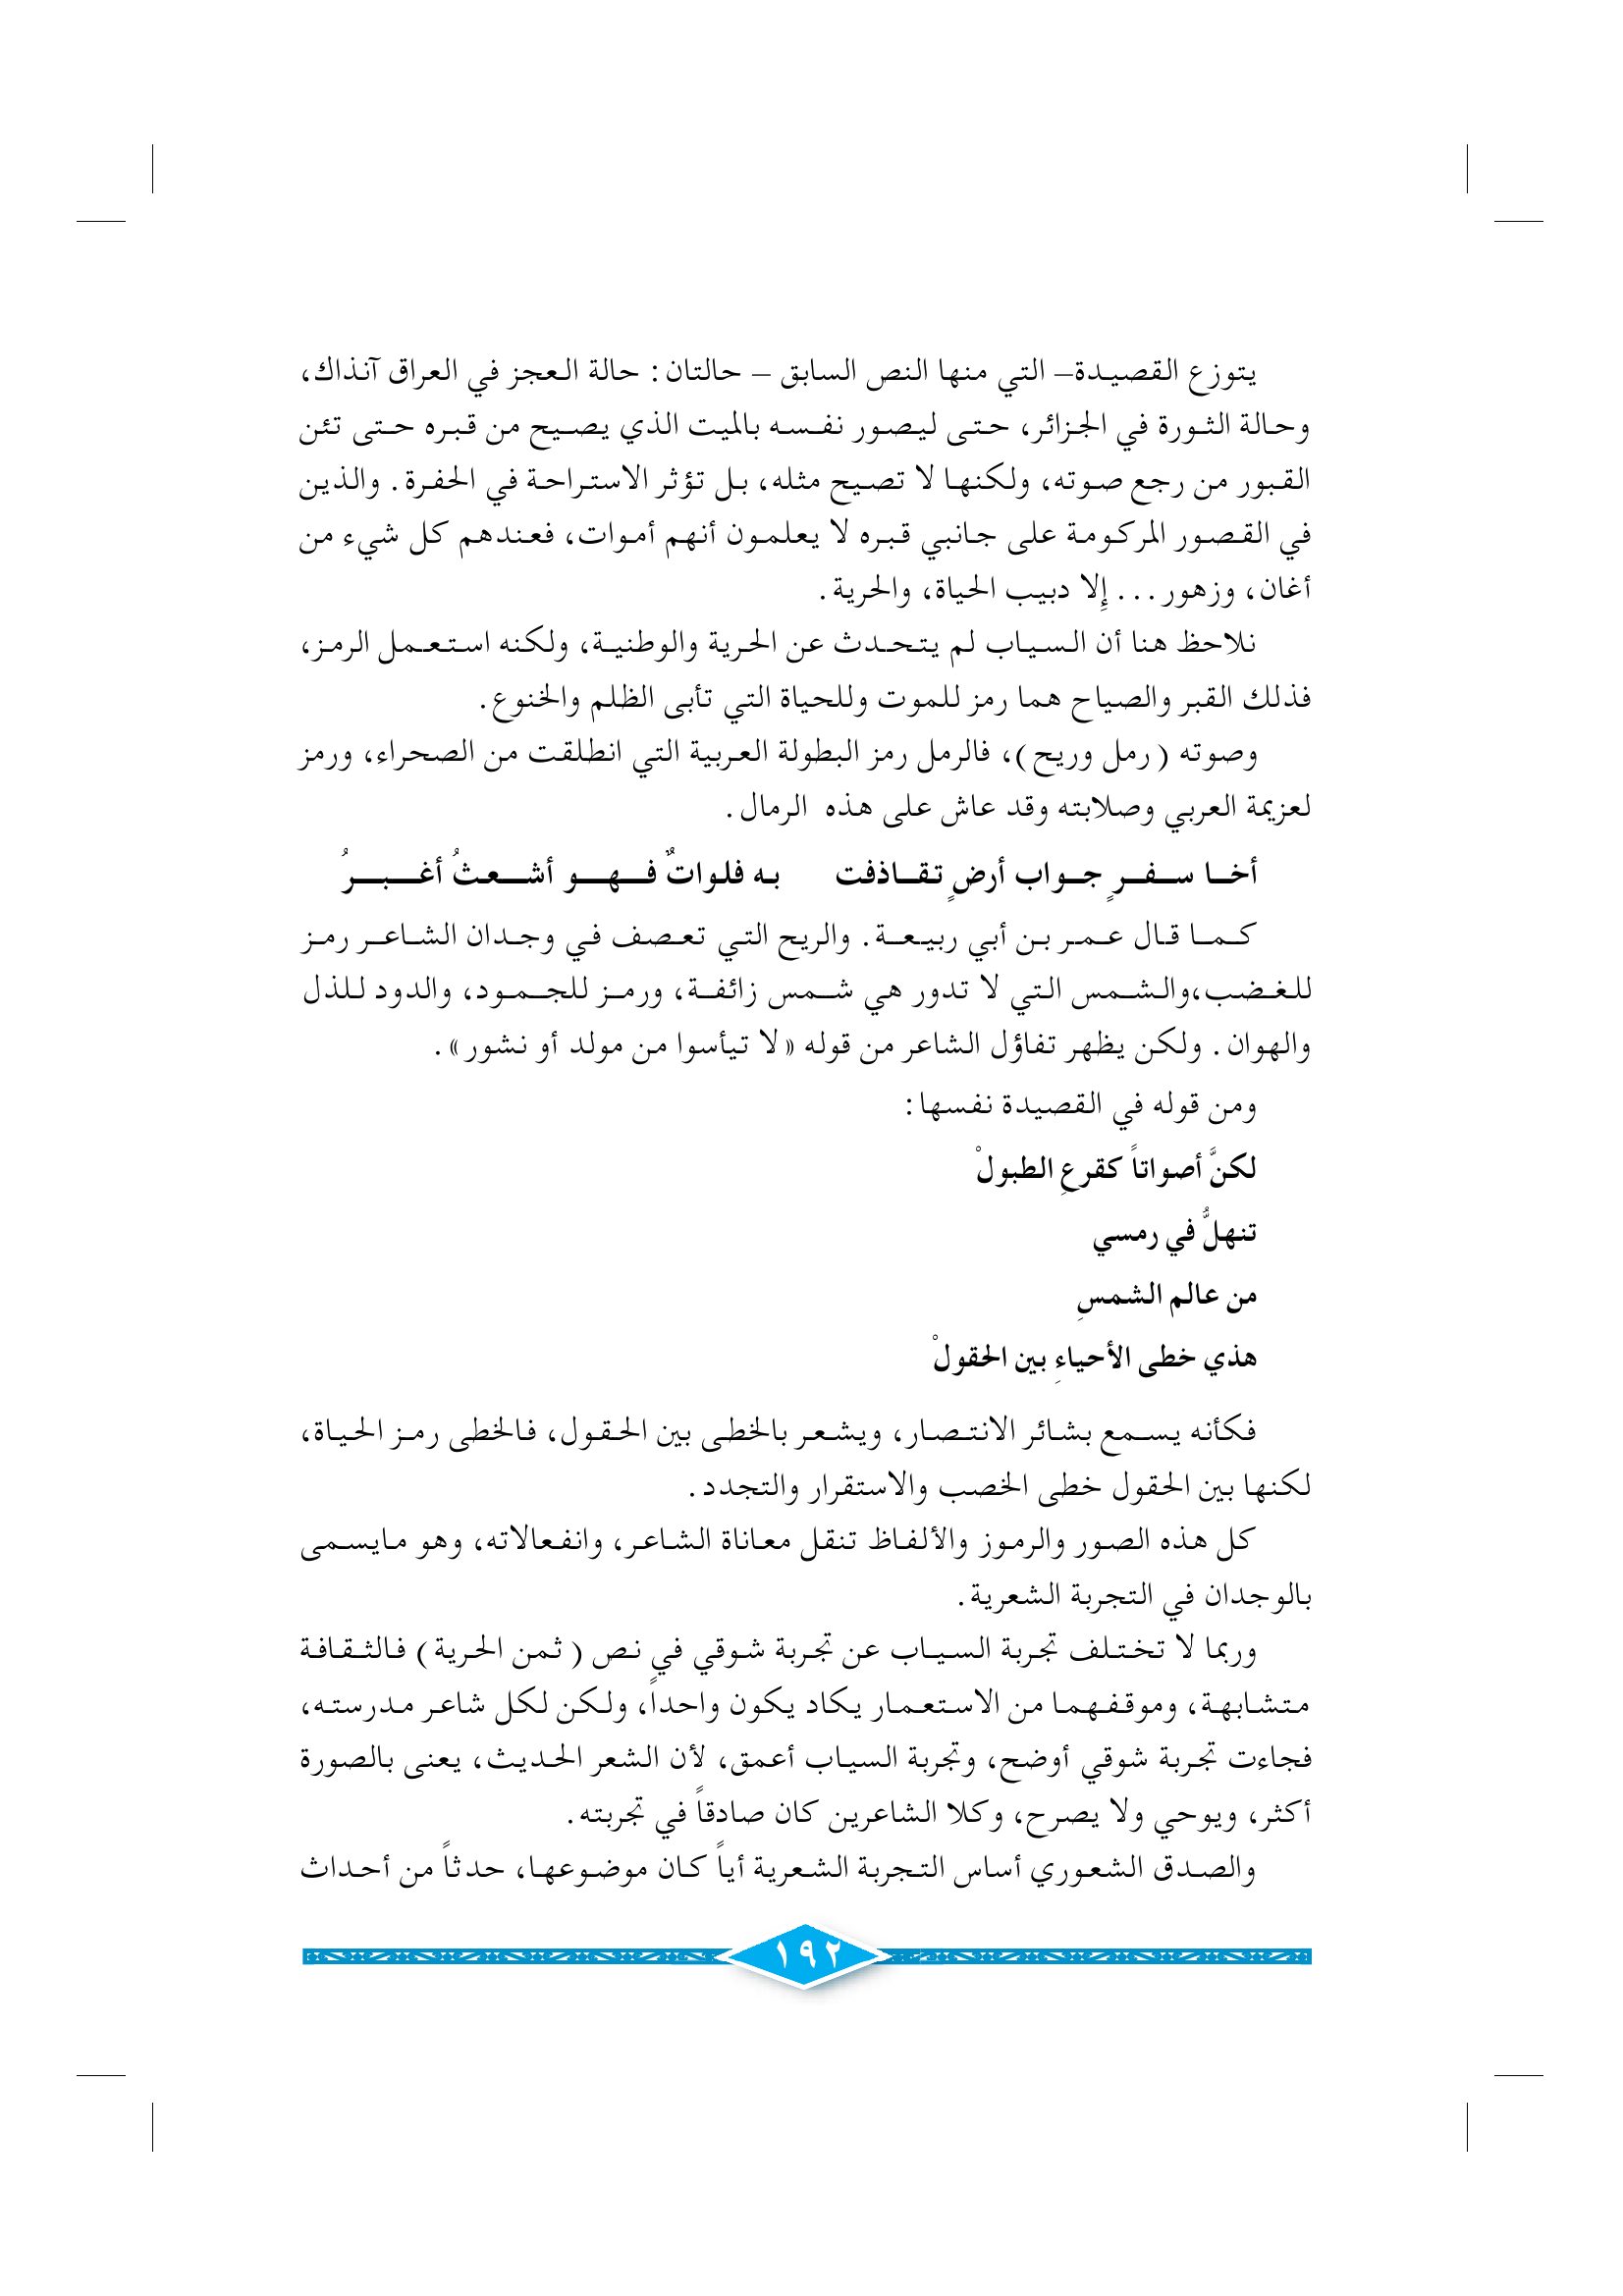 يتوزع القصيدة– التي منها النص السابق – حالتان: حالة العجز في العراق آنذاك،
وحالة الثورة في الجزائر، حتى ليصور نفسه بالميت الذي يصيح من قبره حتى تئن
القبور من رجع صوته، ولكنها لا تصيح مثله، بل تؤثر الاستراحة في الحفرة. والذين
في القصور المركومة على جانبي قبره لا يعلمون أنهم أموات، فعندهم كل شيء من
أغان، وزهور... إِلا دبيب الحياة، والحرية.
نلاحظ هنا أن السياب لم يتحدث عن الحرية والوطنية، ولكنه استعمل الرمز،
فذلك القبر والصياح هما رمز للموت وللحياة التي تأبى الظلم والخنوع.
وصوته (رمل وريح)، فالرمل رمز البطولة العربية التي انطلقت من الصحراء، ورمز
لعزيمة العربي وصلابته وقد عاش على هذه الرمال.
أخا سفرٍ جواب أرضٍ تقاذفت به فلواتٌ فهو أشعثُ أغبرُ
كما قال عمر بن أبي ربيعة. والريح التي تعصف في وجدان الشاعر رمز
للغضب،والشمس التي لا تدور هي شمس زائفة، ورمز للجمود، والدود للذل
والهوان. ولكن يظهر تفاؤل الشاعر من قوله «لا تيأسوا من مولد أو نشور».
ومن قوله في القصيدة نفسها:
لكنَّ أصواتاً كقرعِ الطبولْ
تنهلُّ في رمسي
من عالم الشمسِ
هذي خطى الأحياءِ بين الحقولْ
فكأنه يسمع بشائر الانتصار، ويشعر بالخطى بين الحقول، فالخطى رمز الحياة،
لكنها بين الحقول خطى الخصب والاستقرار والتجدد.
كل هذه الصور والرموز والألفاظ تنقل معاناة الشاعر، وانفعالاته، وهو مايسمى
بالوجدان في التجربة الشعرية.
وربما لا تختلف تجربة السياب عن تجربة شوقي في نص (ثمن الحرية) فالثقافة
متشابهة، وموقفهما من الاستعمار يكاد يكون واحداً، ولكن لكل شاعر مدرسته،
فجاءت تجربة شوقي أوضح، وتجربة السياب أعمق، لأن الشعر الحديث، يعنى بالصورة
أكثر، ويوحي ولا يصرح، وكلا الشاعرين كان صادقاً في تجربته.
والصدق الشعوري أساس التجربة الشعرية أياً كان موضوعها، حدثاً من أحداث
١٩٢